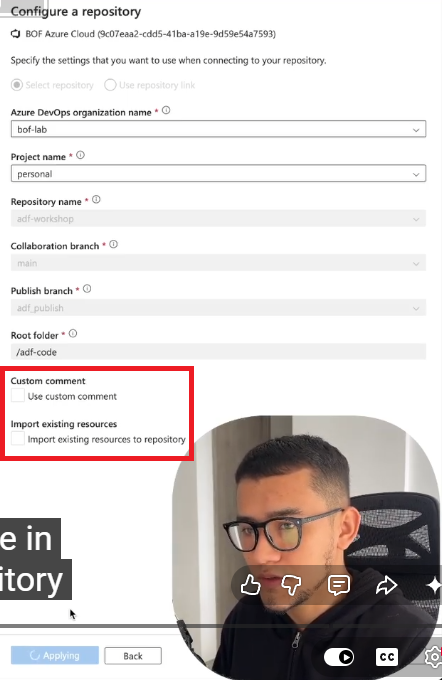 Configure a repository
BOF Azure Cloud (9c07eaa2-cdd5-41ba-a19e-9d59e54a7593)
Specify the settings that you want to use when connecting to your repository.
Select repository Use repository link
Azure DevOps organization name *
bof-lab
Project name *
personal
Repository name *
adf-workshop
Collaboration branch *
main
Publish branch *
adf_publish
Root folder *
/adf-code
Custom comment
Use custom comment
Import existing resources
Import existing resources to repository
e in
itory
Applying Back
CC